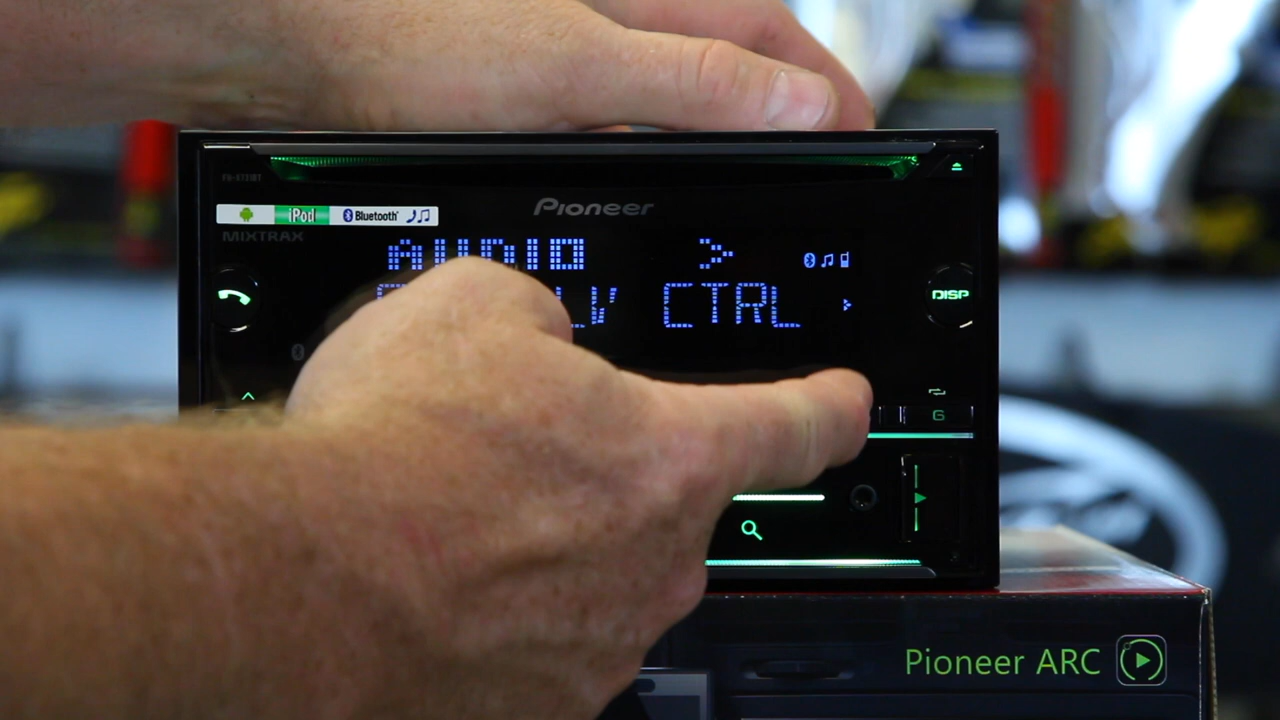 iPod Bluetooth
Pioneer
MIXTRAX
AUDIO >
CTRL
DISP
G
Pioneer ARC